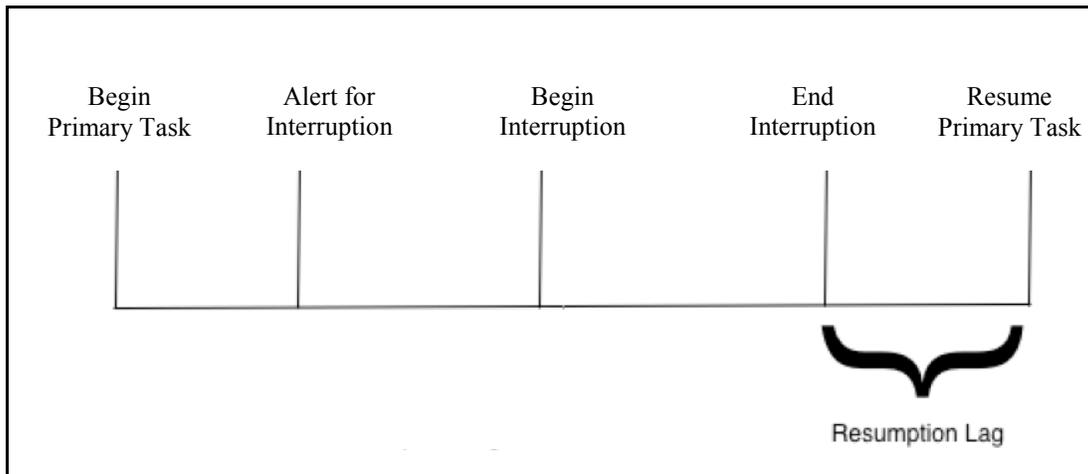 Begin
Primary Task
Alert for
Interruption
Begin
Interruption
End
Interruption
Resume
Primary Task
Resumption Lag